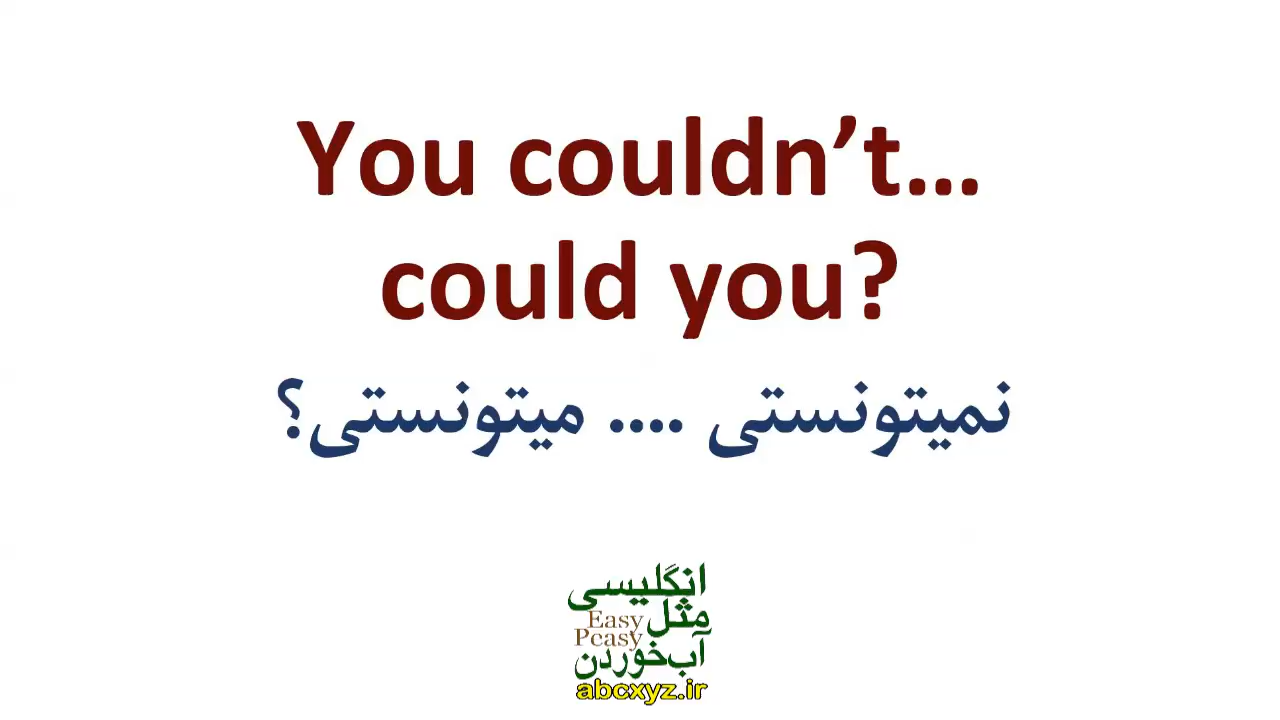 You couldn’t…
could you?
نمیتونستی .... میتونستی؟
انگلیسی
مثل
Easy
Peasy
آب‌خوردن
abcxyz.ir